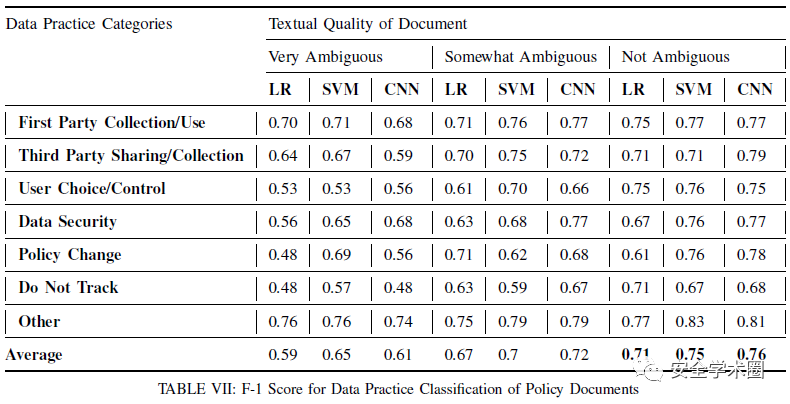 Data Practice Categories Textual Quality of Document
Very Ambiguous Somewhat Ambiguous Not Ambiguous
LR SVM CNN LR SVM CNN LR SVM CNN
First Party Collection/Use 0.70 0.71 0.68 0.71 0.76 0.77 0.75 0.77 0.77
Third Party Sharing/Collection 0.64 0.67 0.59 0.70 0.75 0.72 0.71 0.71 0.79
User Choice/Control 0.53 0.53 0.56 0.61 0.70 0.66 0.75 0.76 0.75
Data Security 0.56 0.65 0.68 0.63 0.68 0.77 0.67 0.76 0.77
Policy Change 0.48 0.69 0.56 0.71 0.62 0.68 0.61 0.76 0.78
Do Not Track 0.48 0.57 0.48 0.63 0.59 0.67 0.71 0.67 0.68
Other 0.76 0.76 0.74 0.75 0.79 0.79 0.77 0.83 0.81
Average 0.59 0.65 0.61 0.67 0.7 0.72 0.71 0.75 0.76
安全学术圈
TABLE VII: F-1 Score for Data Practice Classification of Policy Documents